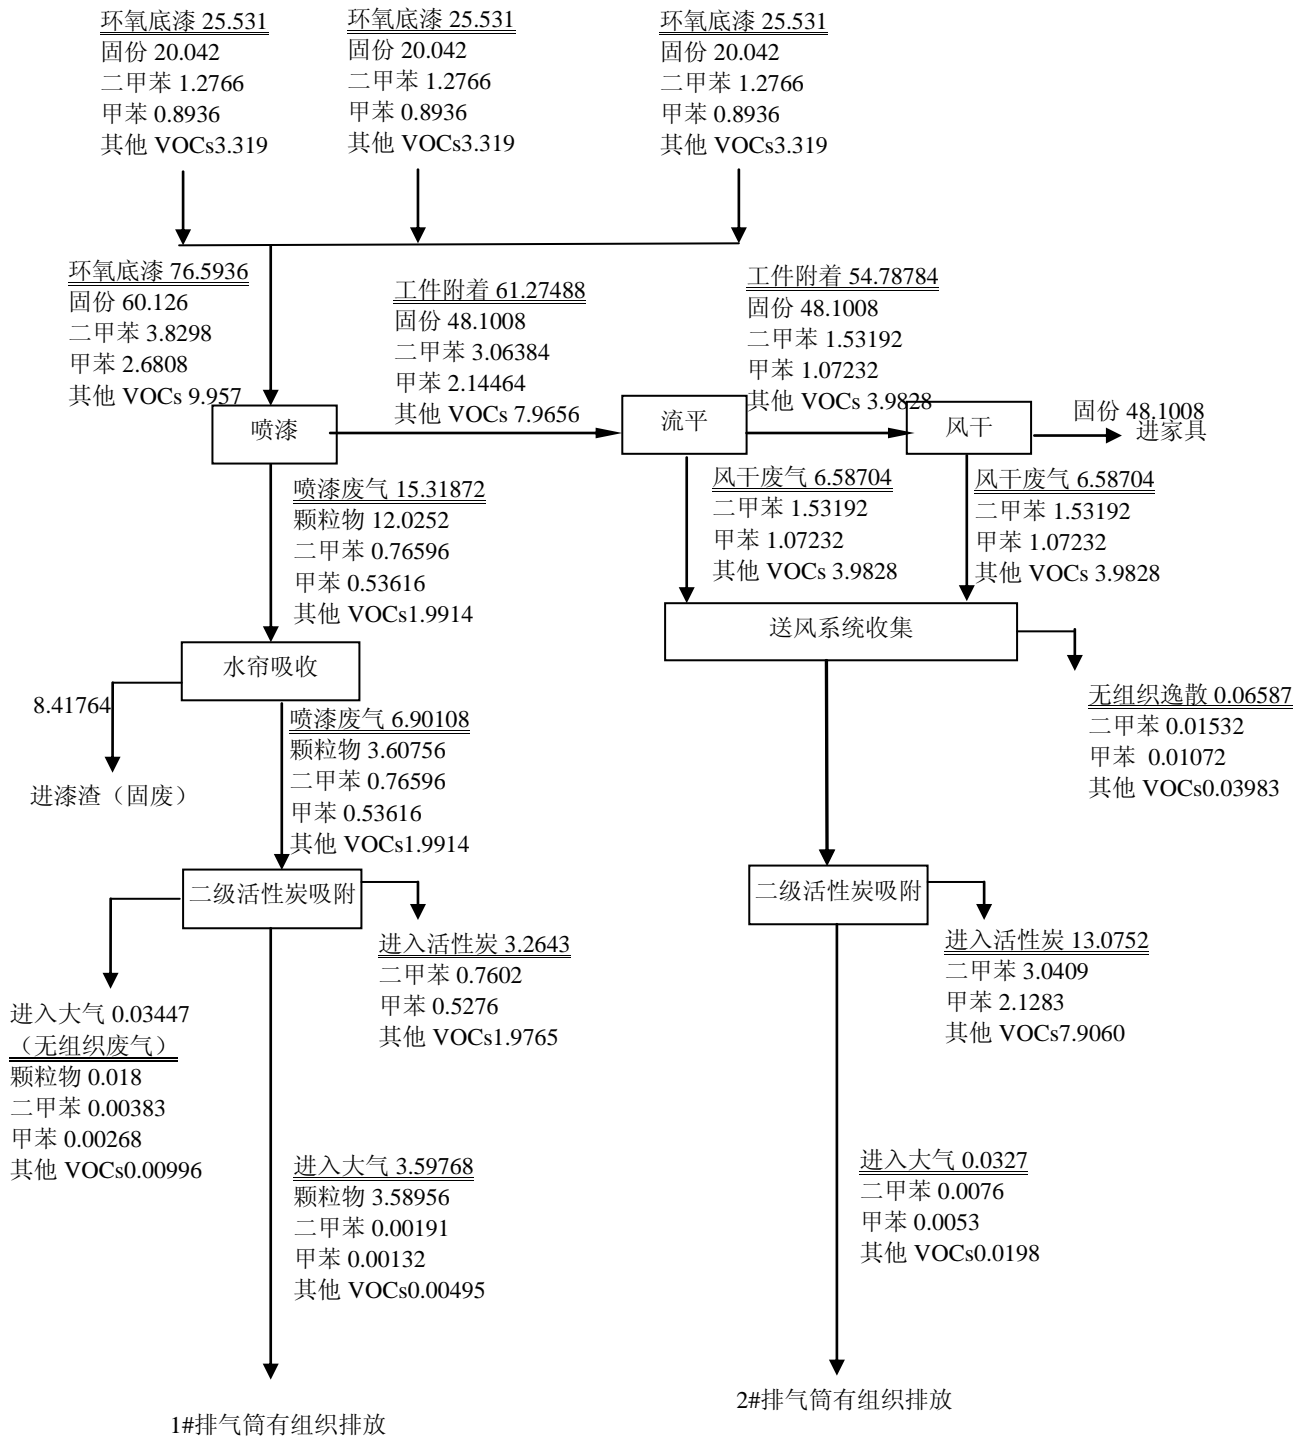 环氧底漆 25.531
固份 20.042
二甲苯 1.2766
甲苯 0.8936
其他 VOCs3.319
环氧底漆 25.531
固份 20.042
二甲苯 1.2766
甲苯 0.8936
其他 VOCs3.319
环氧底漆 25.531
固份 20.042
二甲苯 1.2766
甲苯 0.8936
其他 VOCs3.319
环氧底漆 76.5936
固份 60.126
二甲苯 3.8298
甲苯 2.6808
其他 VOCs 9.957
工件附着 61.27488
固份 48.1008
二甲苯 3.06384
甲苯 2.14464
其他 VOCs 7.9656
工件附着 54.78784
固份 48.1008
二甲苯 1.53192
甲苯 1.07232
其他 VOCs 3.9828
喷漆
流平
风干
固份 48.1008
进家具
喷漆废气 15.31872
颗粒物 12.0252
二甲苯 0.76596
甲苯 0.53616
其他 VOCs1.9914
风干废气 6.58704
二甲苯 1.53192
甲苯 1.07232
其他 VOCs 3.9828
风干废气 6.58704
二甲苯 1.53192
甲苯 1.07232
其他 VOCs 3.9828
水帘吸收
送风系统收集
8.41764
进漆渣（固废）
喷漆废气 6.90108
颗粒物 3.60756
二甲苯 0.76596
甲苯 0.53616
其他 VOCs1.9914
无组织逸散 0.06587
二甲苯 0.01532
甲苯 0.01072
其他 VOCs0.03983
二级活性炭吸附
二级活性炭吸附
进入活性炭 3.2643
二甲苯 0.7602
甲苯 0.5276
其他 VOCs1.9765
进入活性炭 13.0752
二甲苯 3.0409
甲苯 2.1283
其他 VOCs7.9060
进入大气 0.03447
（无组织废气）
颗粒物 0.018
二甲苯 0.00383
甲苯 0.00268
其他 VOCs0.00996
进入大气 3.59768
颗粒物 3.58956
二甲苯 0.00191
甲苯 0.00132
其他 VOCs0.00495
进入大气 0.0327
二甲苯 0.0076
甲苯 0.0053
其他 VOCs0.0198
1#排气筒有组织排放
2#排气筒有组织排放